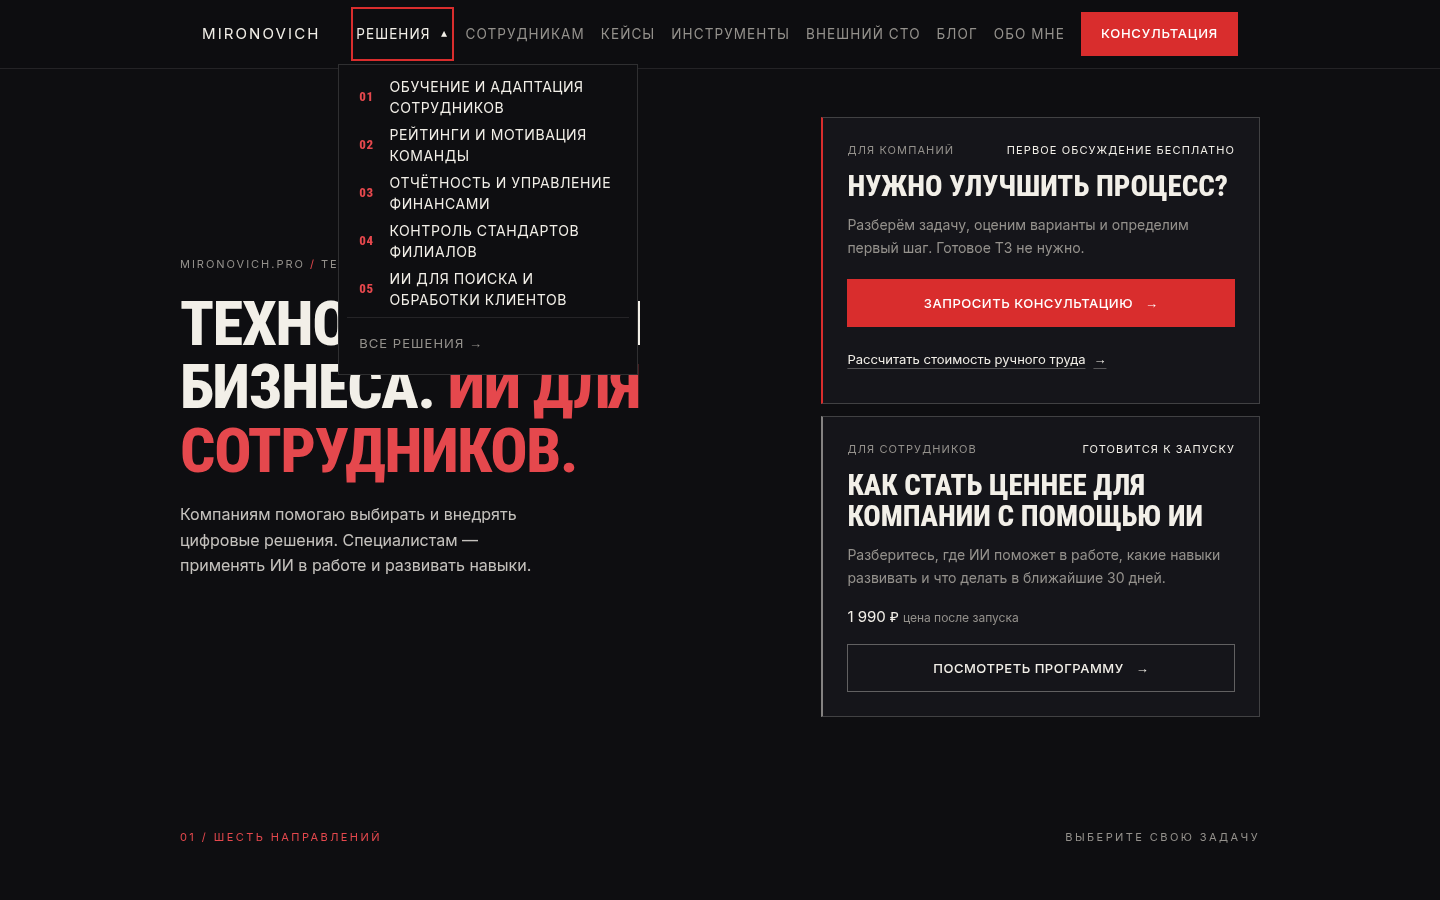 MIRONOVICH
РЕШЕНИЯ ▲
СОТРУДНИКАМ
КЕЙСЫ
ИНСТРУМЕНТЫ
ВНЕШНИЙ CTO
БЛОГ
ОБО МНЕ
КОНСУЛЬТАЦИЯ
01 ОБУЧЕНИЕ И АДАПТАЦИЯ
СОТРУДНИКОВ
02 РЕЙТИНГИ И МОТИВАЦИЯ
КОМАНДЫ
03 ОТЧЁТНОСТЬ И УПРАВЛЕНИЕ
ФИНАНСАМИ
04 КОНТРОЛЬ СТАНДАРТОВ
ФИЛИАЛОВ
05 ИИ ДЛЯ ПОИСКА И
ОБРАБОТКИ КЛИЕНТОВ
ВСЕ РЕШЕНИЯ →
MIRONOVICH.PRO / ТЕ
ТЕХНО
БИЗНЕСА. ИИ ДЛЯ
СОТРУДНИКОВ.
Компаниям помогаю выбирать и внедрять
цифровые решения. Специалистам —
применять ИИ в работе и развивать навыки.
ДЛЯ КОМПАНИЙ
ПЕРВОЕ ОБСУЖДЕНИЕ БЕСПЛАТНО
НУЖНО УЛУЧШИТЬ ПРОЦЕСС?
Разберём задачу, оценим варианты и определим
первый шаг. Готовое ТЗ не нужно.
ЗАПРОСИТЬ КОНСУЛЬТАЦИЮ →
Рассчитать стоимость ручного труда →
ДЛЯ СОТРУДНИКОВ
ГОТОВИТСЯ К ЗАПУСКУ
КАК СТАТЬ ЦЕННЕЕ ДЛЯ
КОМПАНИИ С ПОМОЩЬЮ ИИ
Разберитесь, где ИИ поможет в работе, какие навыки
развивать и что делать в ближайшие 30 дней.
1 990 ₽ цена после запуска
ПОСМОТРЕТЬ ПРОГРАММУ →
01 / ШЕСТЬ НАПРАВЛЕНИЙ
ВЫБЕРИТЕ СВОЮ ЗАДАЧУ